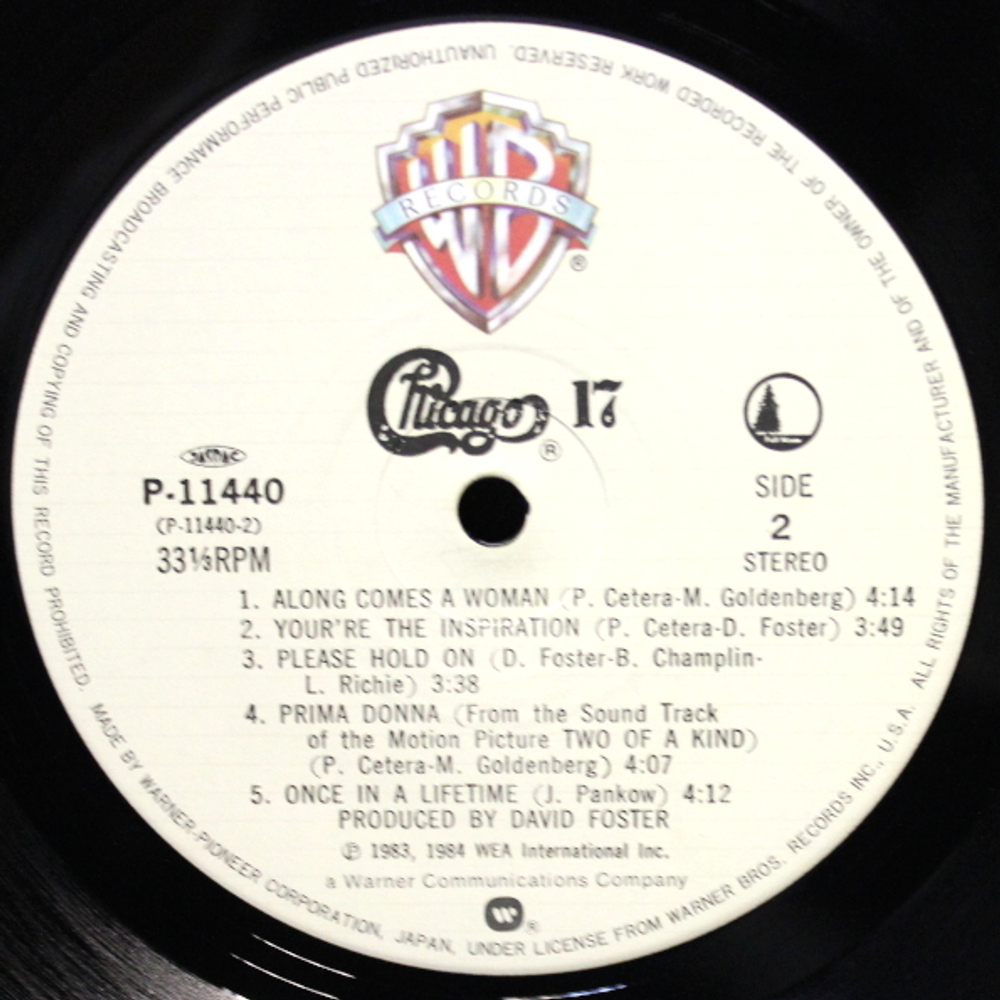 UNAUTHORIZED PUBLIC PERFORMANCE BROADCASTING AND COPYING OF THIS RECORD PROHIBITED.
MADE BY WARNER-PIONEER CORPORATION, JAPAN, UNDER LICENSE FROM WARNER BROS. RECORDS INC., U.S.A. ALL RIGHTS OF THE MANUFACTURER AND OF THE OWNER OF THE RECORDED WORK RESERVED.
WB
RECORDS
®
Chicago 17
®
JASRAC
P-11440
(P-11440-2)
33⅓RPM
Full Moon
SIDE
2
STEREO
1. ALONG COMES A WOMAN (P. Cetera-M. Goldenberg) 4:14
2. YOUR'RE THE INSPIRATION (P. Cetera-D. Foster) 3:49
3. PLEASE HOLD ON (D. Foster-B. Champlin-
L. Richie) 3:38
4. PRIMA DONNA (From the Sound Track
of the Motion Picture TWO OF A KIND)
(P. Cetera-M. Goldenberg) 4:07
5. ONCE IN A LIFETIME (J. Pankow) 4:12
PRODUCED BY DAVID FOSTER
℗ 1983, 1984 WEA International Inc.
a Warner Communications Company
W
®